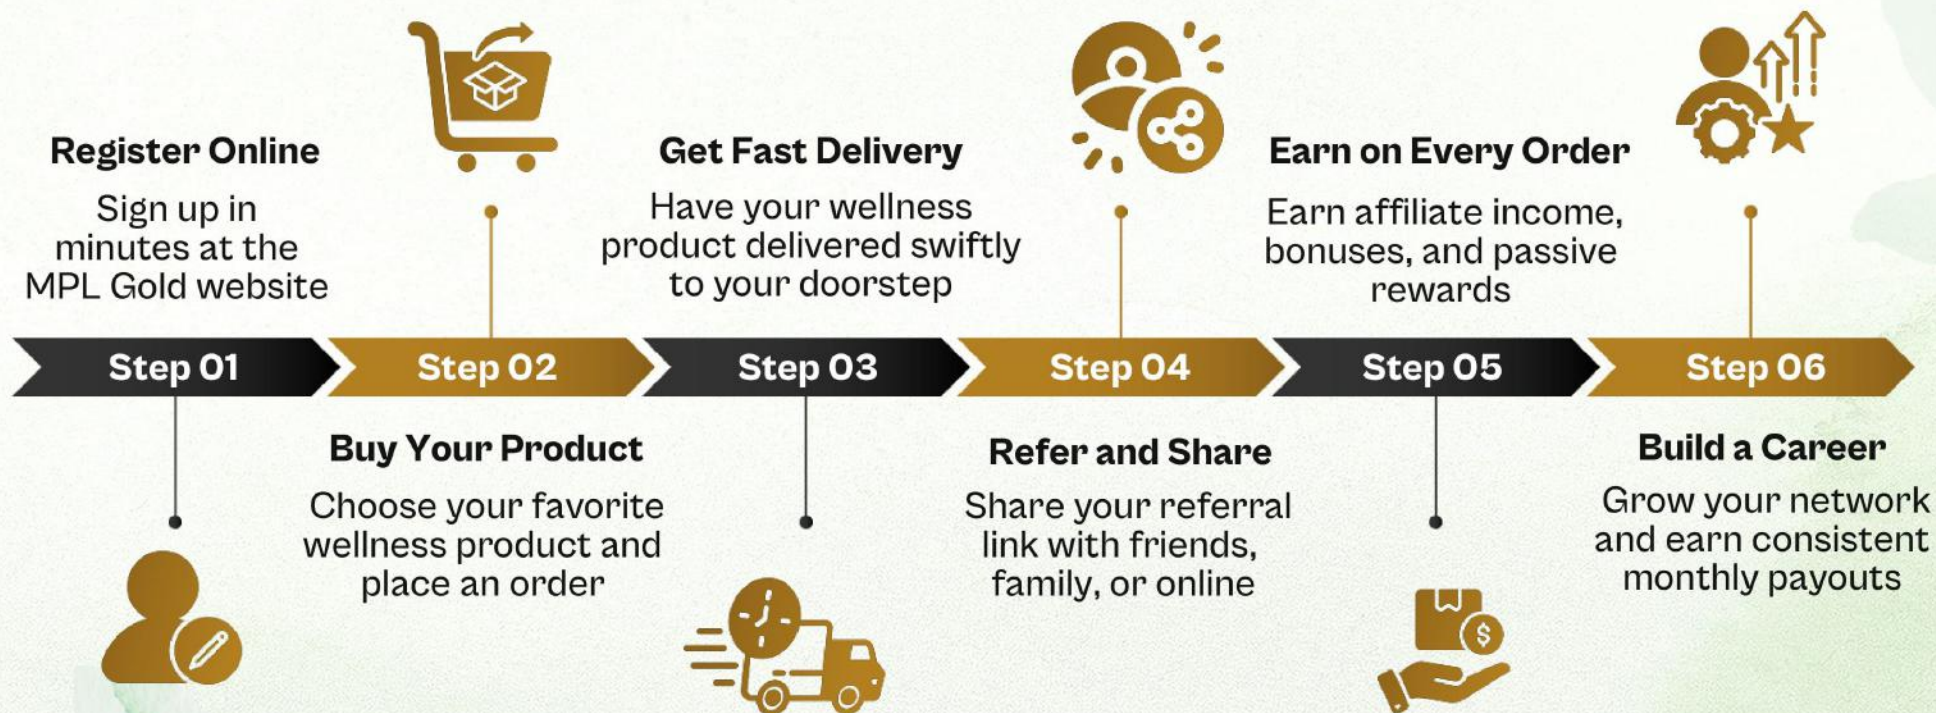 Register Online
Sign up in
minutes at the
MPL Gold website
Step 01
Step 02
Buy Your Product
Choose your favorite
wellness product and
place an order
Get Fast Delivery
Have your wellness
product delivered swiftly
to your doorstep
Step 03
Step 04
Refer and Share
Share your referral
link with friends,
family, or online
Earn on Every Order
Earn affiliate income,
bonuses, and passive
rewards
Step 05
$
Step 06
Build a Career
Grow your network
and earn consistent
monthly payouts